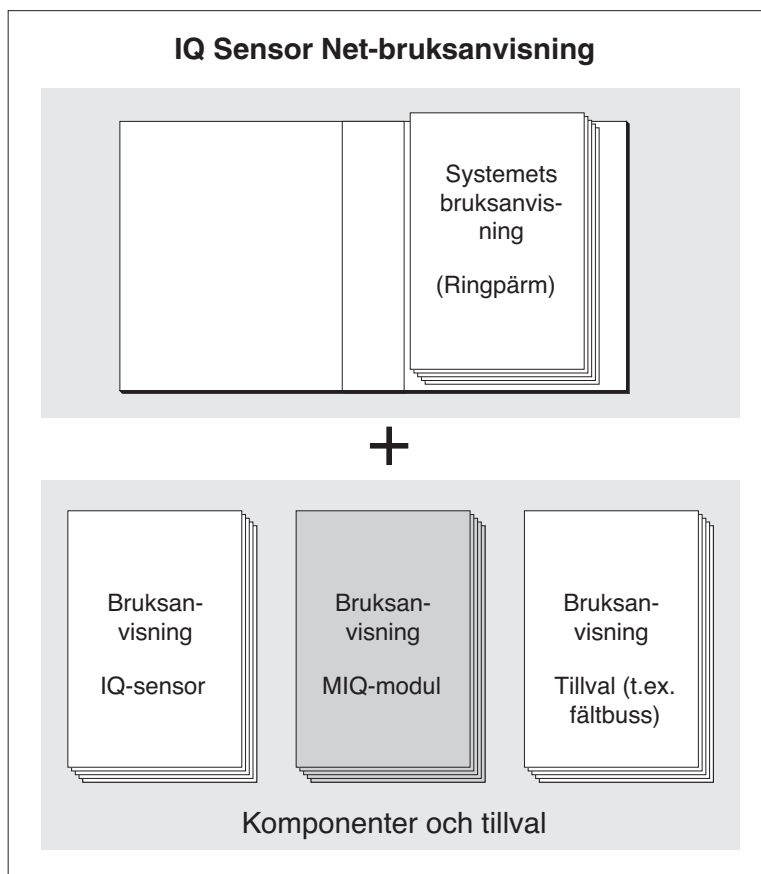 IQ Sensor Net-bruksanvisning
Systemets
bruksanvis-
ning
(Ringpärm)
+
Bruksan-
visning
IQ-sensor
Bruksan-
visning
MIQ-modul
Bruksan-
visning
Tillval (t.ex.
fältbuss)
Komponenter och tillval